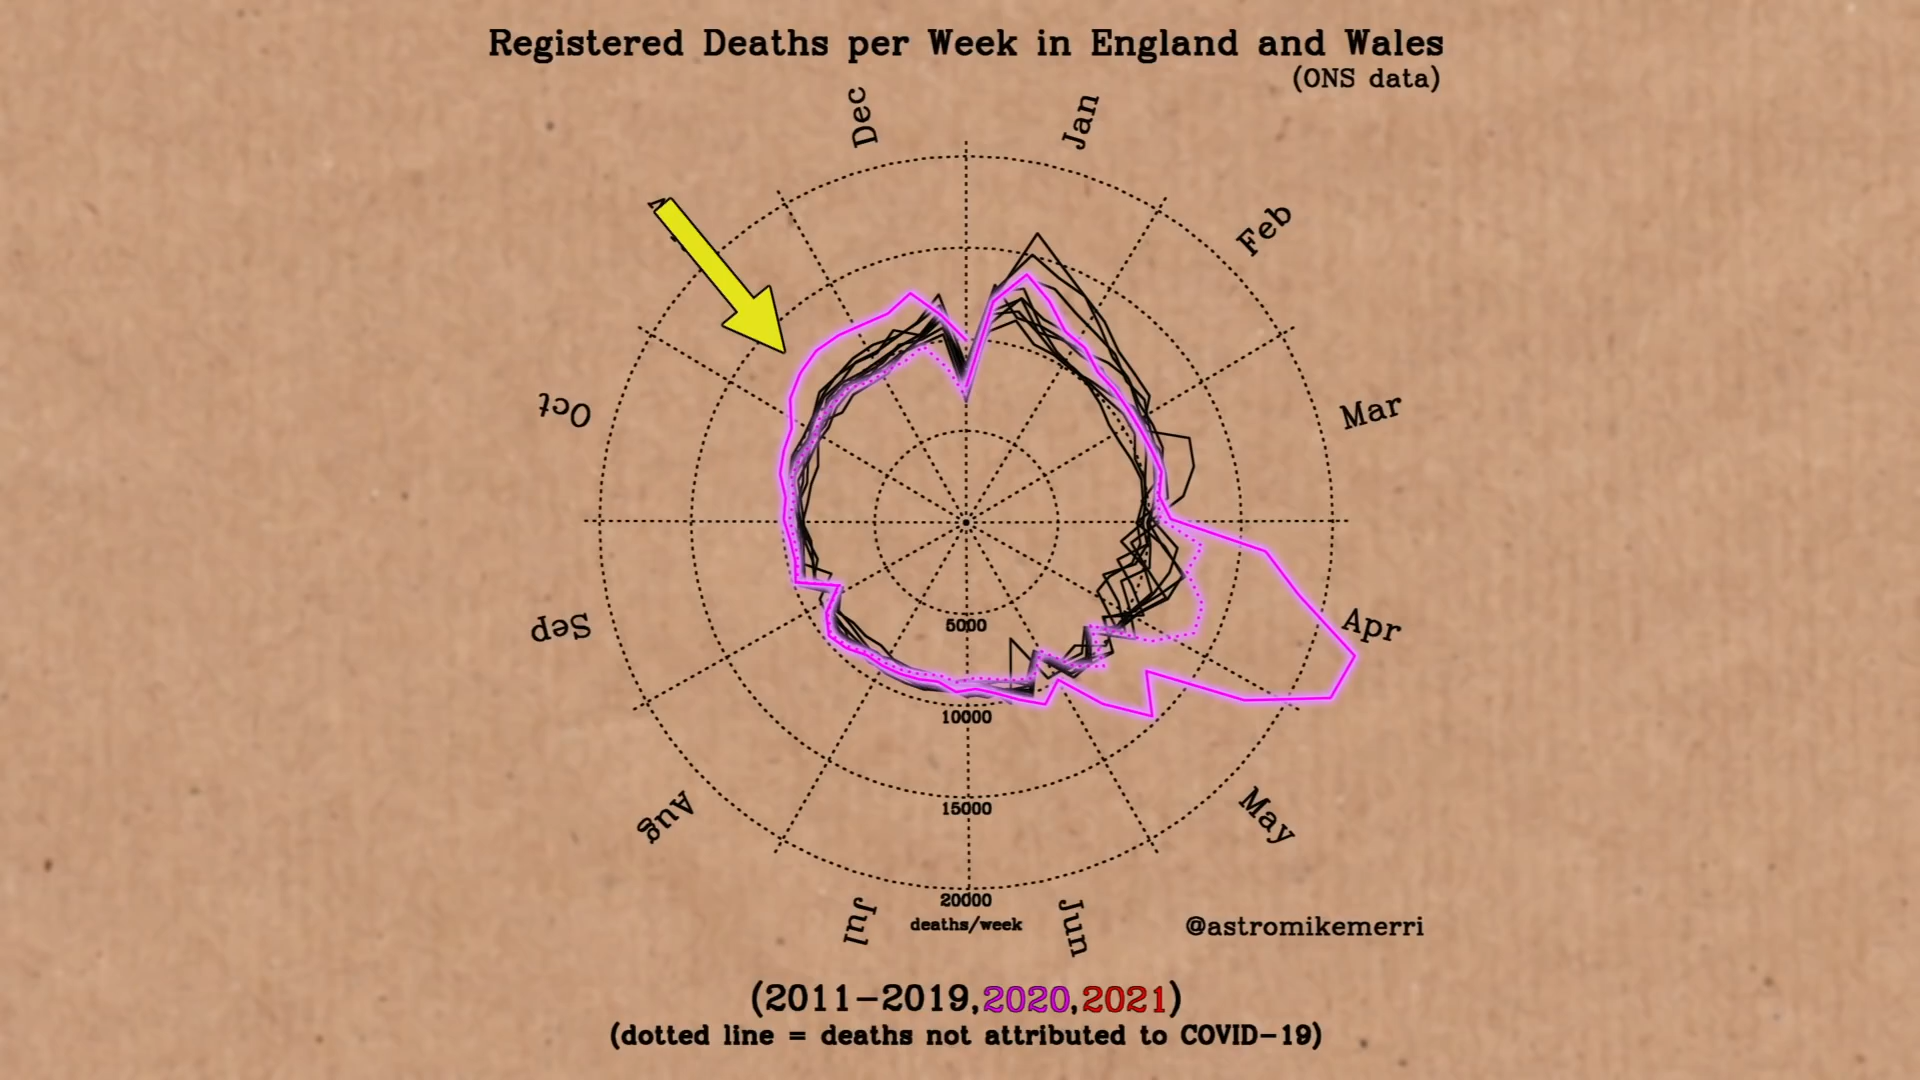 Registered Deaths per Week in England and Wales
(ONS data)
Dec
Jan
Feb
Oct
Mar
Sep
Apr
5000
10000
15000
Aug
May
20000
deaths/week
Jul
Jun
@astromikemerri
(2011-2019,2020,2021)
(dotted line = deaths not attributed to COVID-19)